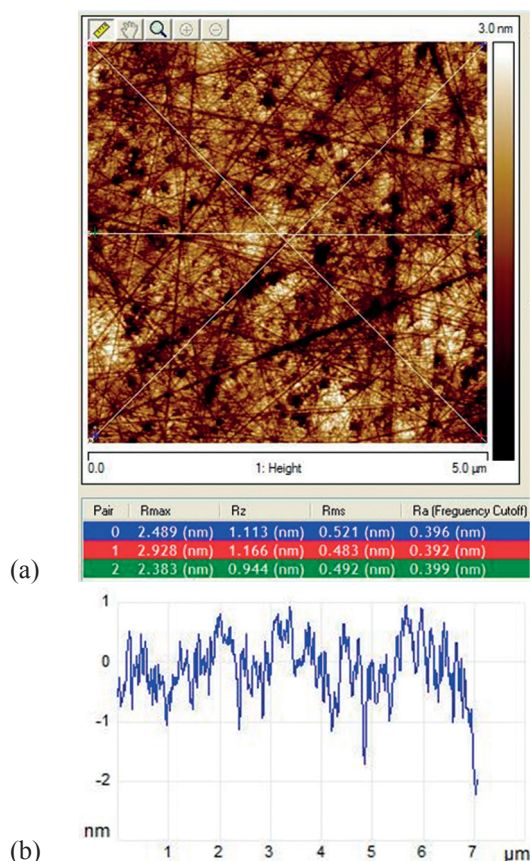 3.0 nm
0.0 1: Height 5.0 µm
Pair Rmax Rz Rms Ra (Freguency Cutoff)
0 2.489 (nm) 1.113 (nm) 0.521 (nm) 0.396 (nm)
1 2.928 (nm) 1.166 (nm) 0.483 (nm) 0.392 (nm)
2 2.383 (nm) 0.944 (nm) 0.492 (nm) 0.399 (nm)
(a)
1
0
-1
-2
nm
1 2 3 4 5 6 7 µm
(b)